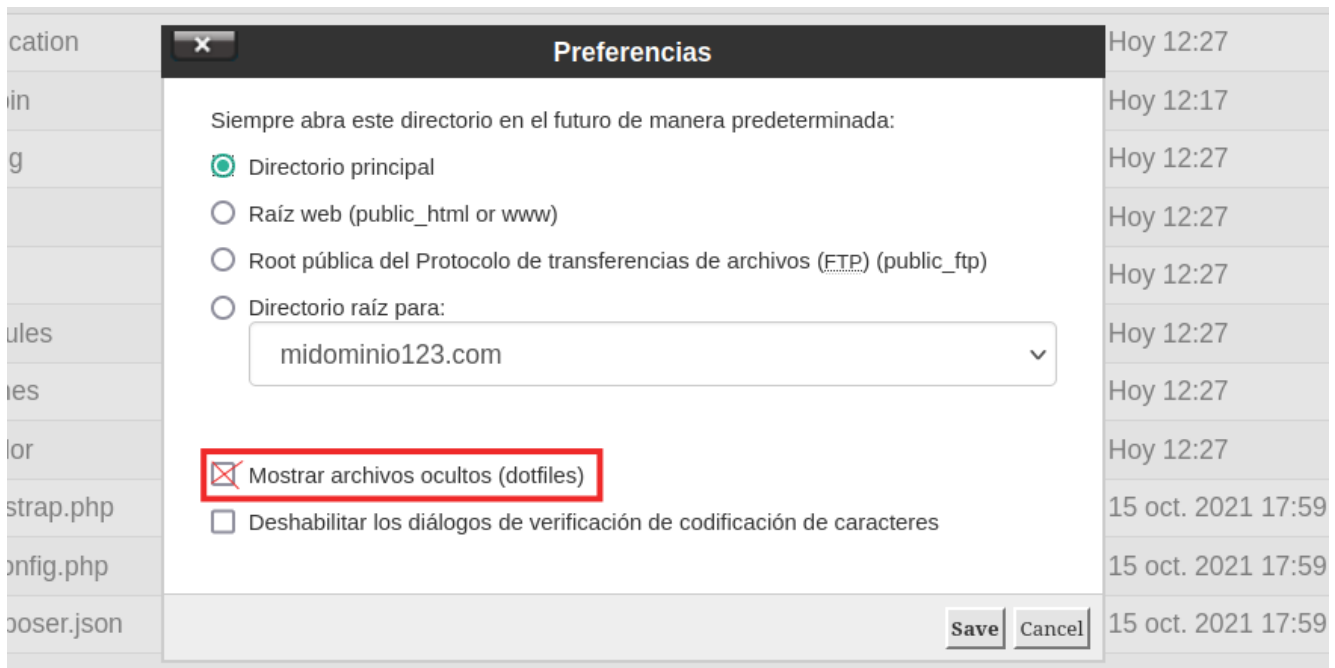 Preferencias
Siempre abra este directorio en el futuro de manera predeterminada:
Directorio principal
Raíz web (public_html or www)
Root pública del Protocolo de transferencias de archivos (FTP) (public_ftp)
Directorio raíz para:
midominio123.com
Mostrar archivos ocultos (dotfiles)
Deshabilitar los diálogos de verificación de codificación de caracteres
Save Cancel
cation Hoy 12:27
in Hoy 12:17
g Hoy 12:27
Hoy 12:27
Hoy 12:27
ules Hoy 12:27
nes Hoy 12:27
lor Hoy 12:27
strap.php 15 oct. 2021 17:59
onfig.php 15 oct. 2021 17:59
poser.json 15 oct. 2021 17:59